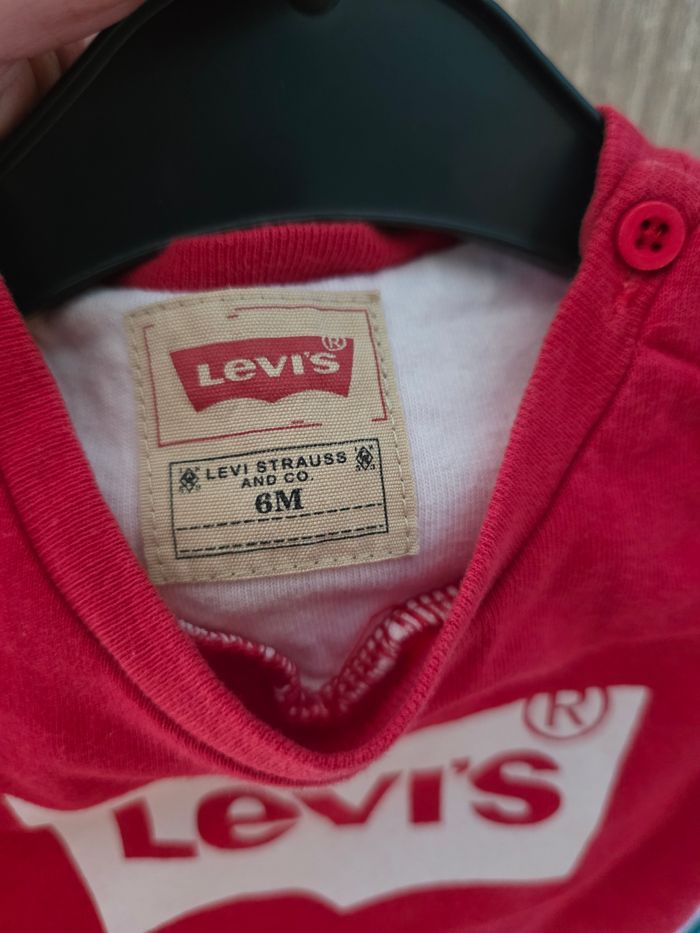 Levi's ®
LEVI STRAUSS
AND CO.
6M
Levi's ®